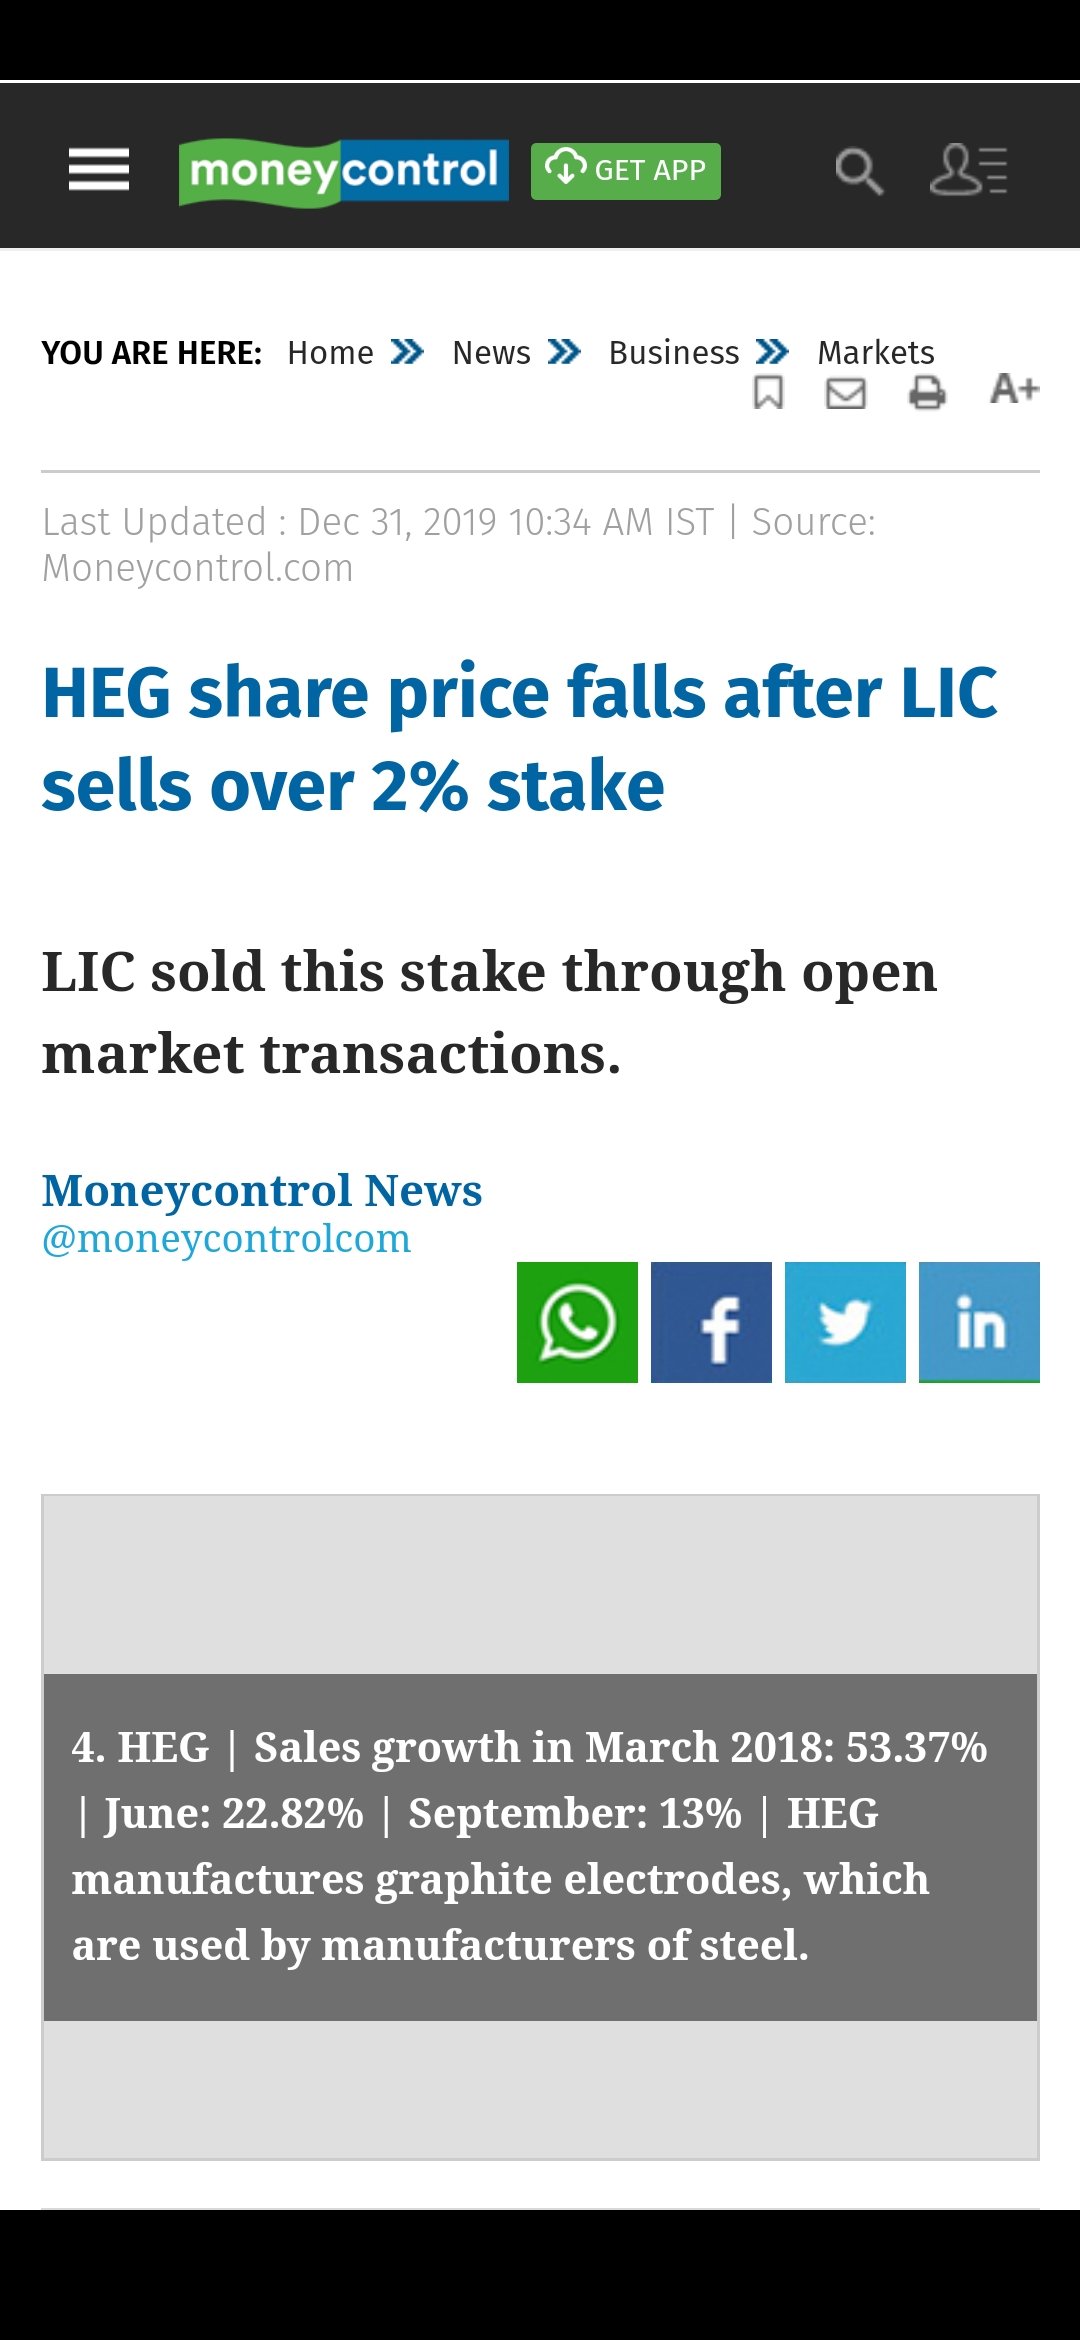 moneycontrol GET APP
YOU ARE HERE: Home News Business Markets
A+
Last Updated : Dec 31, 2019 10:34 AM IST | Source:
Moneycontrol.com
HEG share price falls after LIC
sells over 2% stake
LIC sold this stake through open
market transactions.
Moneycontrol News
@moneycontrolcom
f in
4. HEG | Sales growth in March 2018: 53.37%
| June: 22.82% | September: 13% | HEG
manufactures graphite electrodes, which
are used by manufacturers of steel.